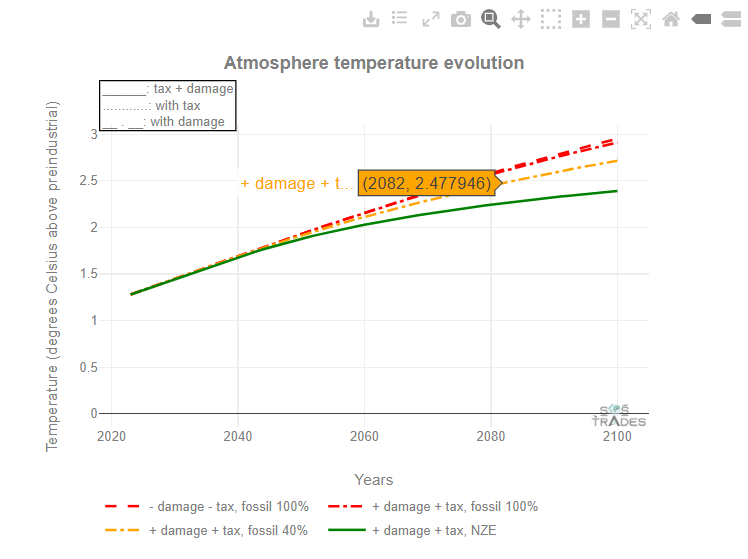 Atmosphere temperature evolution
______: tax + damage
............: with tax
__ . __: with damage
Temperature (degrees Celsius above preindustrial)
3
2.5
2
1.5
1
0.5
0
+ damage + t...
(2082, 2.477946)
SOS
TRADES
2020
2040
2060
2080
2100
Years
- damage - tax, fossil 100%
+ damage + tax, fossil 100%
+ damage + tax, fossil 40%
+ damage + tax, NZE